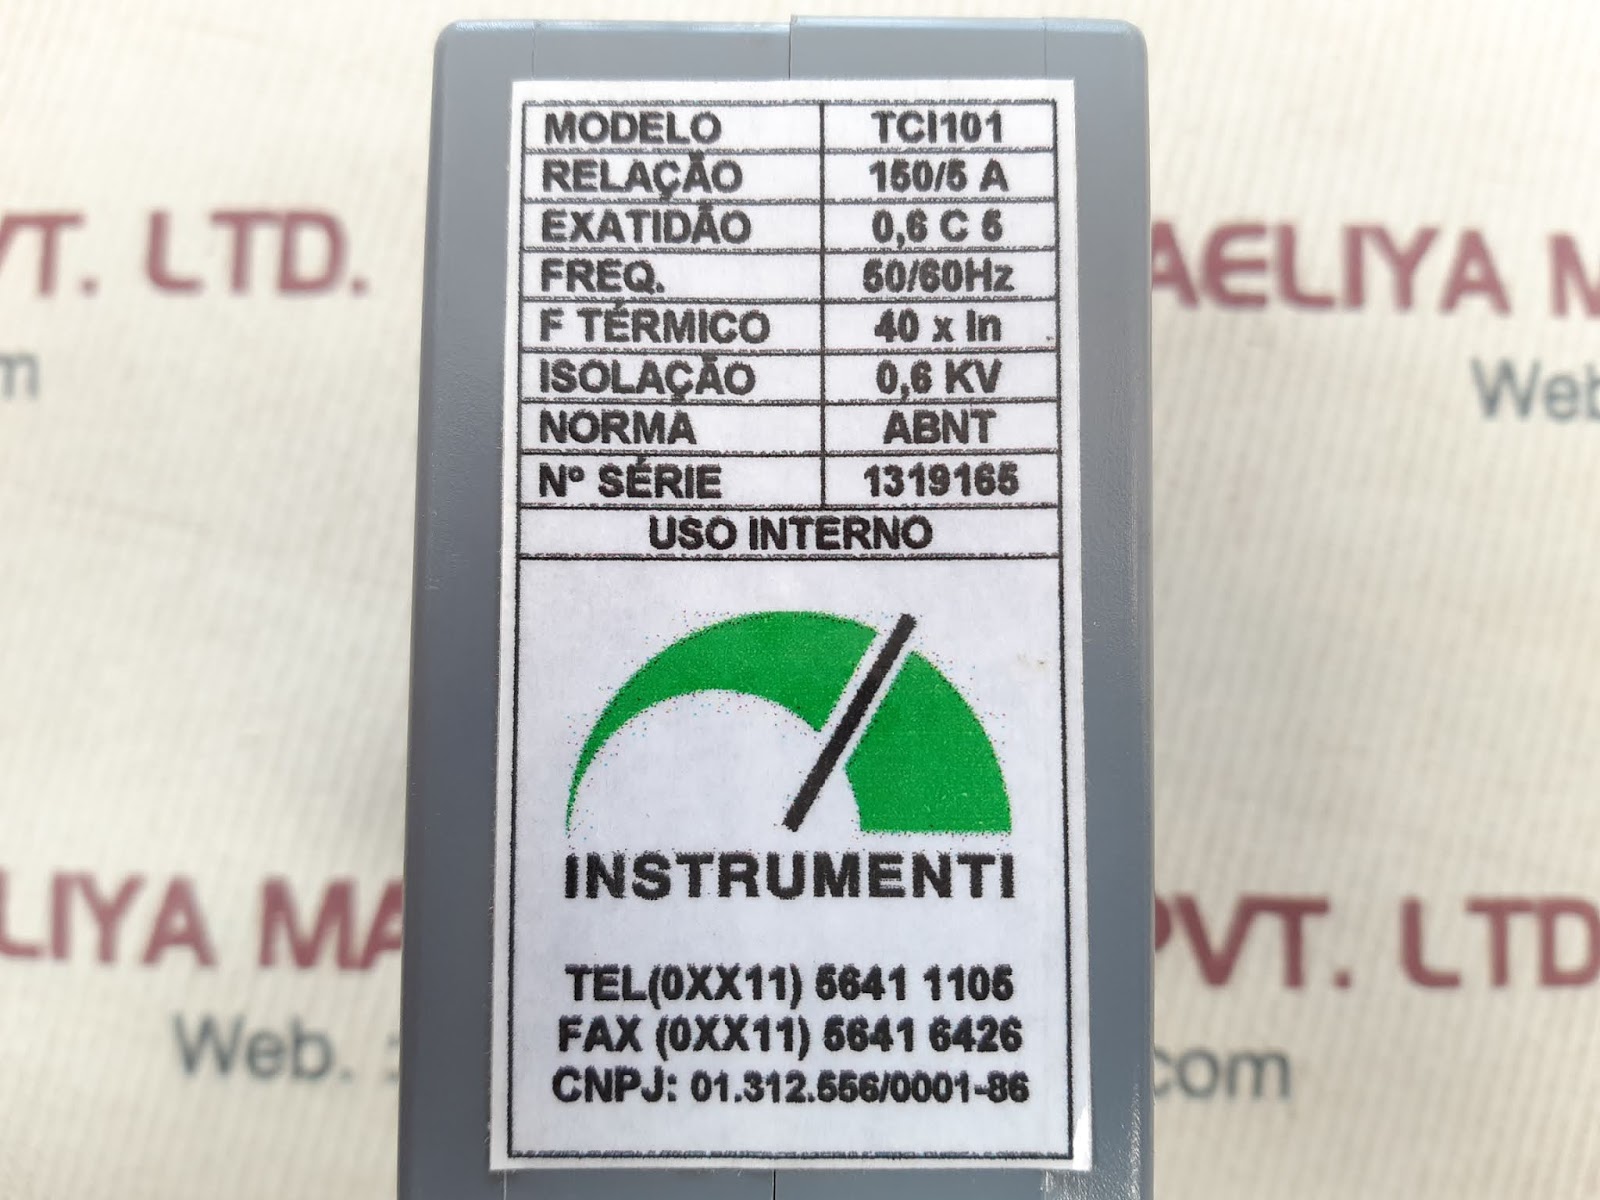 MODELO TCI101
RELAÇÃO 150/5 A
EXATIDÃO 0,6 C 5
FREQ. 50/60Hz
F TÉRMICO 40 x In
ISOLAÇÃO 0,6 KV
NORMA ABNT
Nº SÉRIE 1319165
USO INTERNO
INSTRUMENTI
TEL(0XX11) 5641 1105
FAX (0XX11) 5641 6426
CNPJ: 01.312.556/0001-86
VT. LTD.
AELIYA M
m
Web
LIYA MA
PVT. LTD
Web.
com